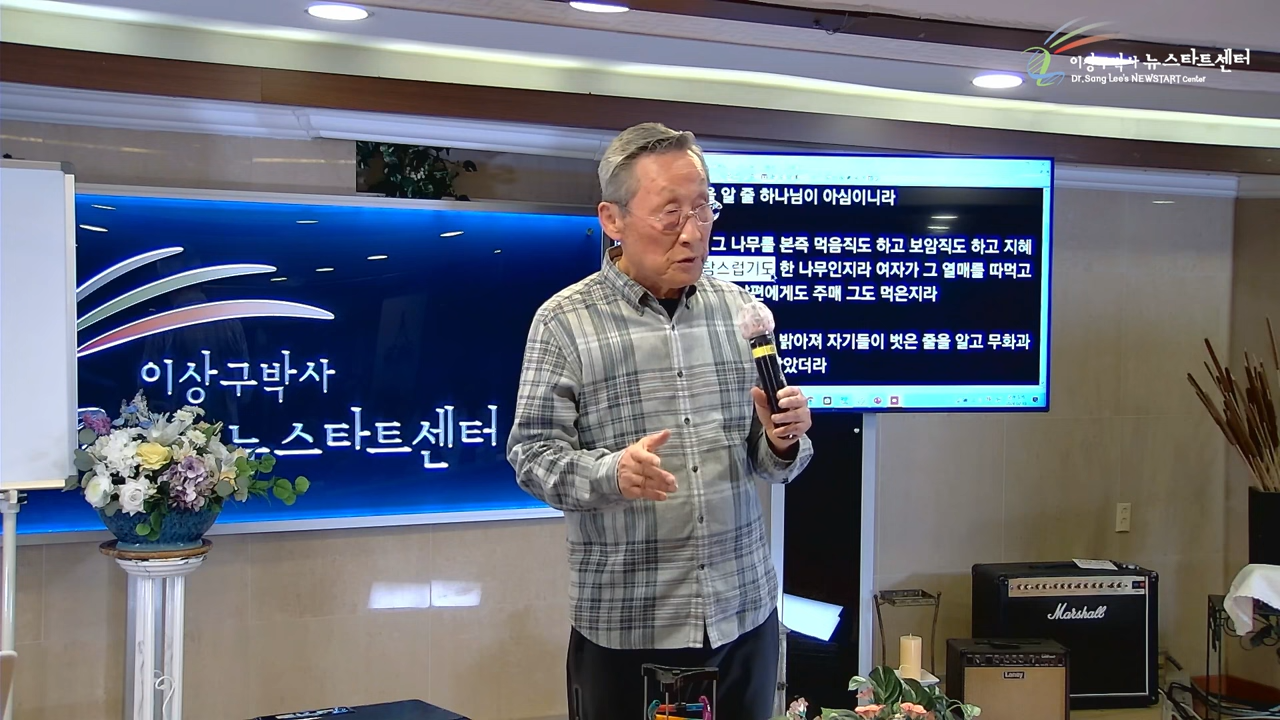 이상구박사 뉴스타트센터
Dr. Sang Lee's NEWSTART Center
알 줄 하나님이 아심이니라
그 나무를 본즉 먹음직도 하고 보암직도 하고 지혜
탐스럽기도 한 나무인지라 여자가 그 열매를 따먹고
남편에게도 주매 그도 먹은지라
밝아져 자기들이 벗은 줄을 알고 무화과
았더라
이상구박사
뉴스타트센터
Marshall
Laney